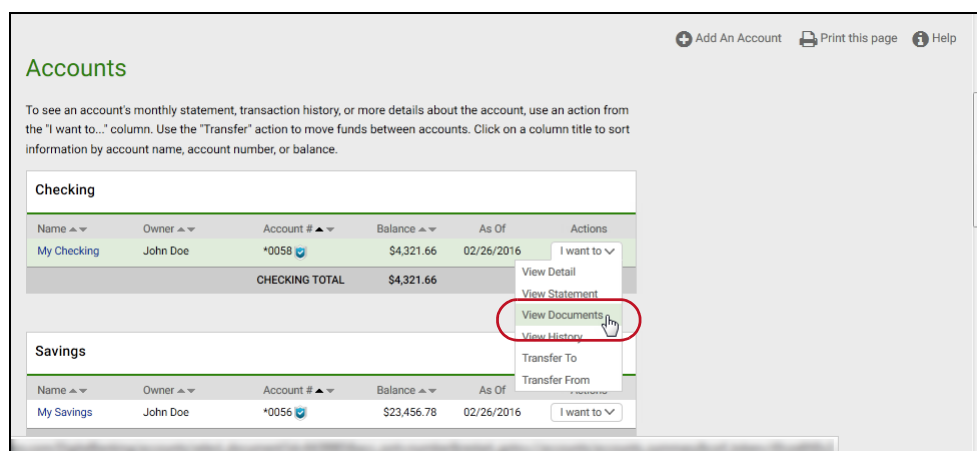 Add An Account Print this page Help
Accounts
To see an account's monthly statement, transaction history, or more details about the account, use an action from
the "I want to..." column. Use the "Transfer" action to move funds between accounts. Click on a column title to sort
information by account name, account number, or balance.
Checking
Name Owner Account # Balance As Of Actions
My Checking John Doe *0058 $4,321.66 02/26/2016 I want to
CHECKING TOTAL $4,321.66
View Detail
View Statement
View Documents
View History
Transfer To
Transfer From
Savings
Name Owner Account # Balance As Of Actions
My Savings John Doe *0056 $23,456.78 02/26/2016 I want to